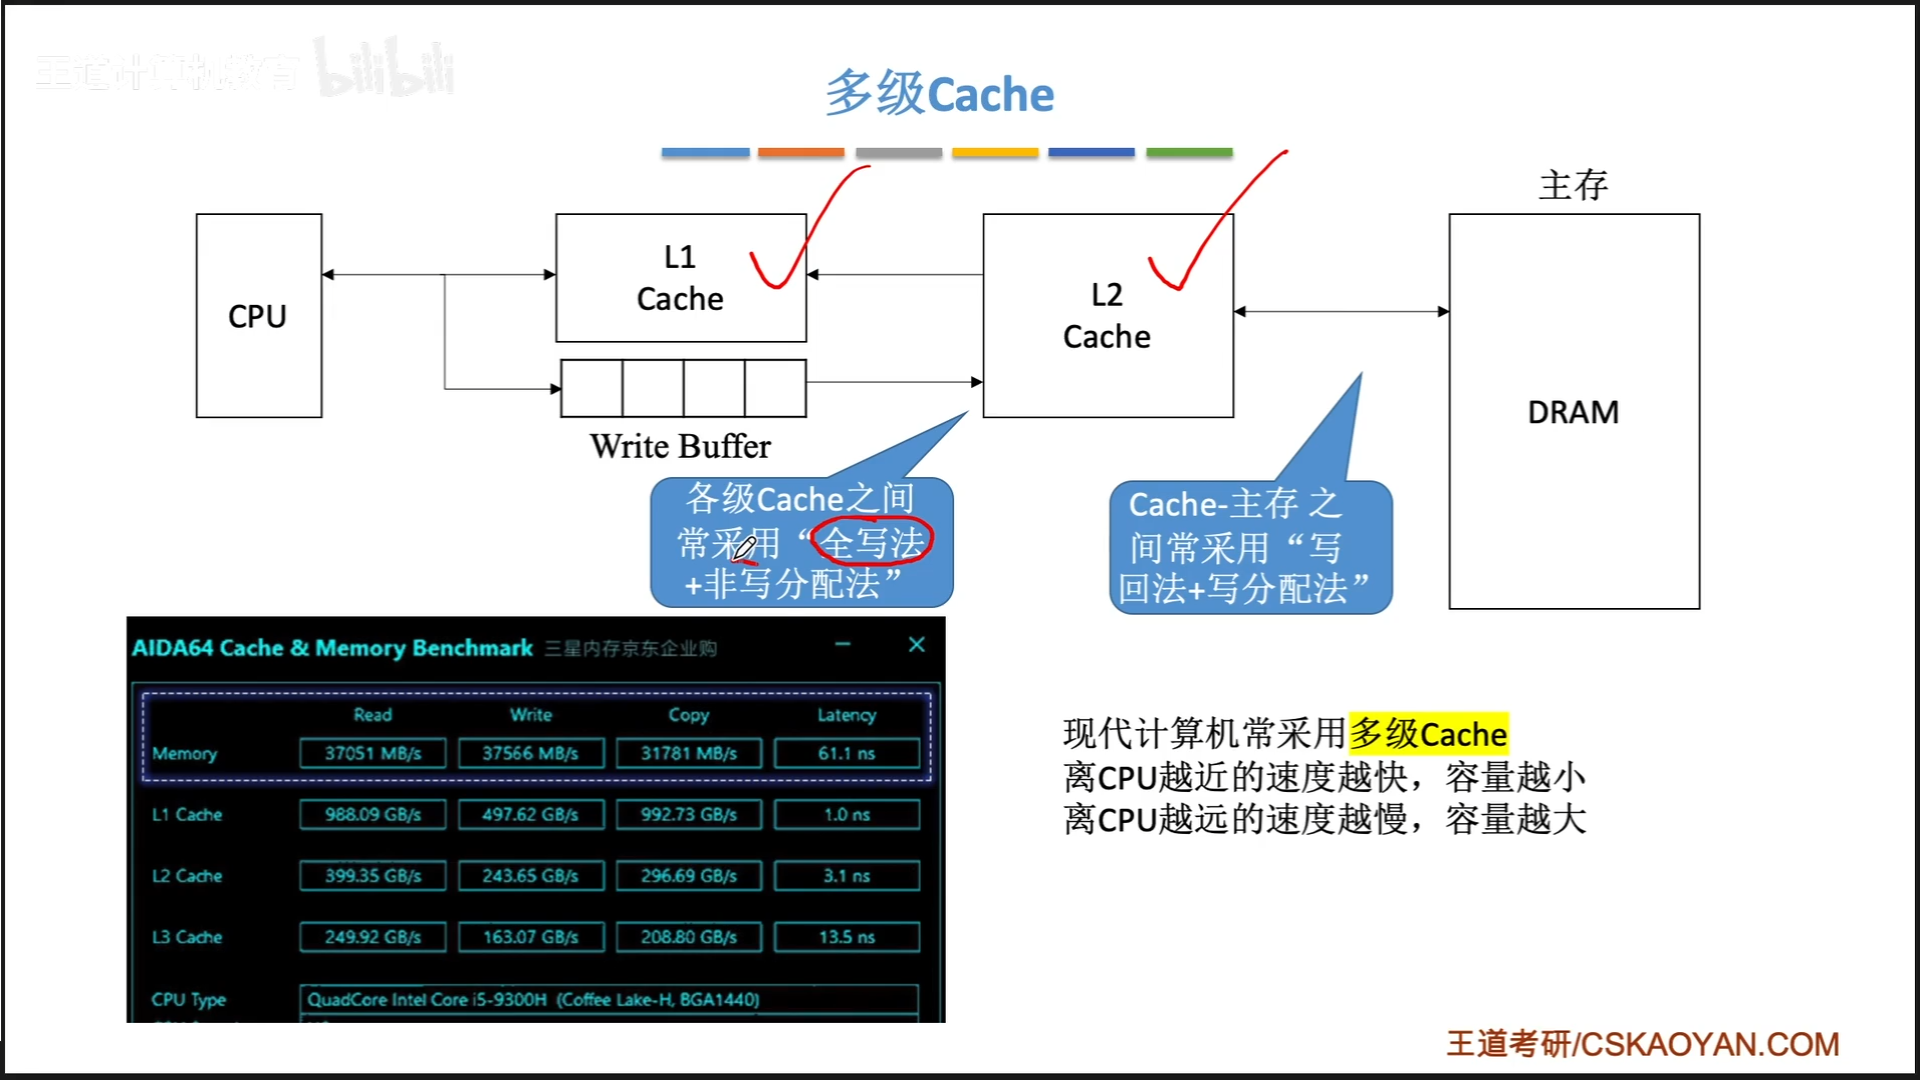 王道计算机教育 bilibili
多级Cache
主存
CPU
L1
Cache
L2
Cache
DRAM
Write Buffer
各级Cache之间
常采用“全写法
+非写分配法”
Cache-主存 之
间常采用“写
回法+写分配法”
AIDA64 Cache & Memory Benchmark 三星内存京东企业购
Read Write Copy Latency
Memory 37051 MB/s 37566 MB/s 31781 MB/s 61.1 ns
L1 Cache 988.09 GB/s 497.62 GB/s 992.73 GB/s 1.0 ns
L2 Cache 399.35 GB/s 243.65 GB/s 296.69 GB/s 3.1 ns
L3 Cache 249.92 GB/s 163.07 GB/s 208.80 GB/s 13.5 ns
CPU Type QuadCore Intel Core i5-9300H (Coffee Lake-H, BGA1440)
现代计算机常采用多级Cache
离CPU越近的速度越快，容量越小
离CPU越远的速度越慢，容量越大
王道考研/CSKAOYAN.COM